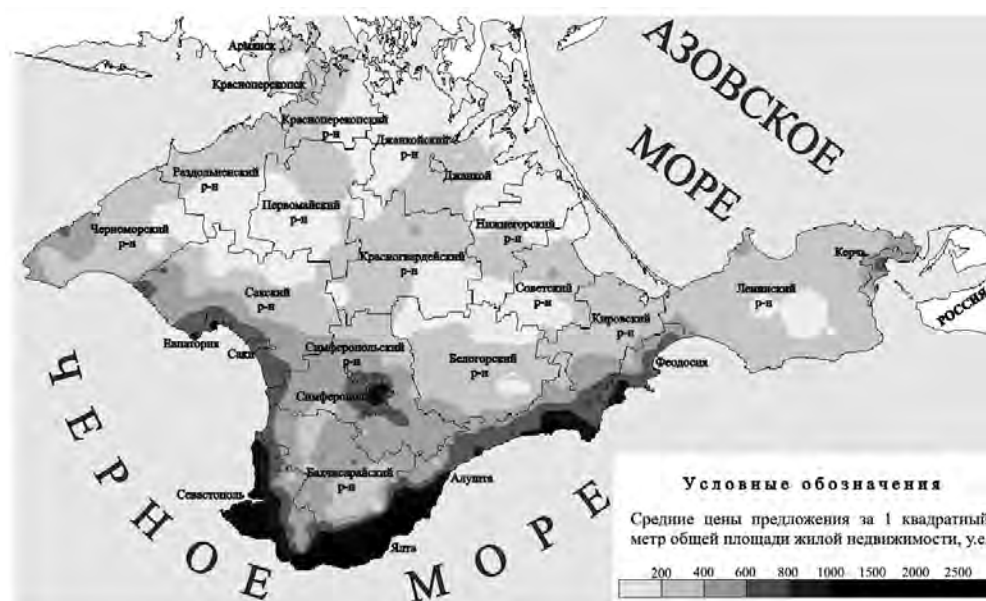 АЗОВСКОЕ
МОРЕ
Армянск
Красноперекопск
Красноперекопский
р-н
Джанкойский
р-н
Джанкой
Раздольненский
р-н
Первомайский
р-н
Черноморский
р-н
Нижнегорский
р-н
Красногвардейский
р-н
Керчь
Сакский
р-н
Советский
р-н
Ленинский
р-н
РОССИЯ
Кировский
р-н
Евпатория
Саки
Симферопольский
р-н
Белогорский
р-н
Феодосия
Симферополь
Бахчисарайский
р-н
Алушта
Севастополь
Ялта
ЧЕРНОЕ МОРЕ
Условные обозначения
Средние цены предложения за 1 квадратный
метр общей площади жилой недвижимости, у.е.
200 400 600 800 1000 1500 2000 2500